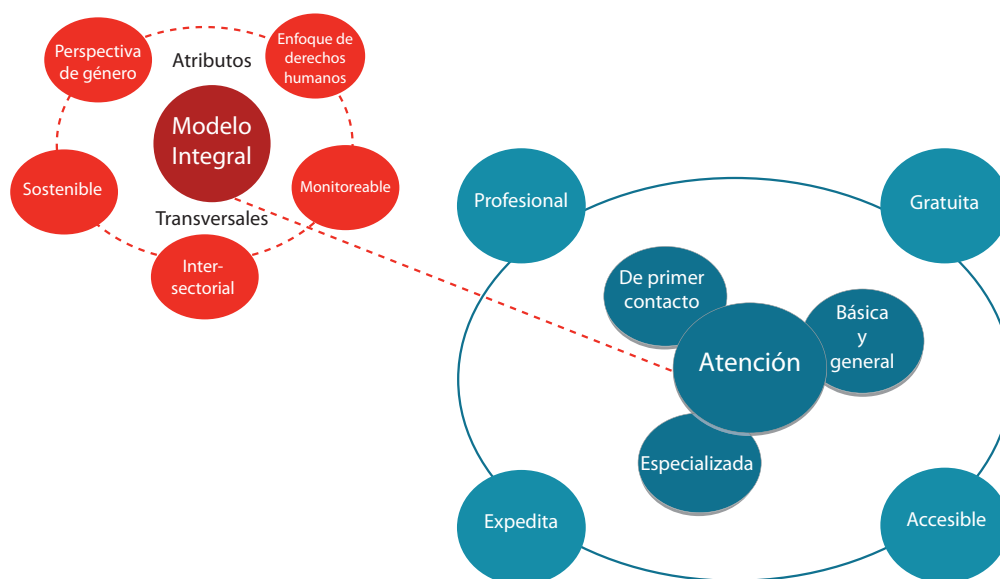 Perspectiva
de género
Atributos
Enfoque de
derechos
humanos
Modelo
Integral
Sostenible
Monitoreable
Transversales
Inter-
sectorial
Profesional
Gratuita
De primer
contacto
Básica
y
general
Atención
Especializada
Expedita
Accesible